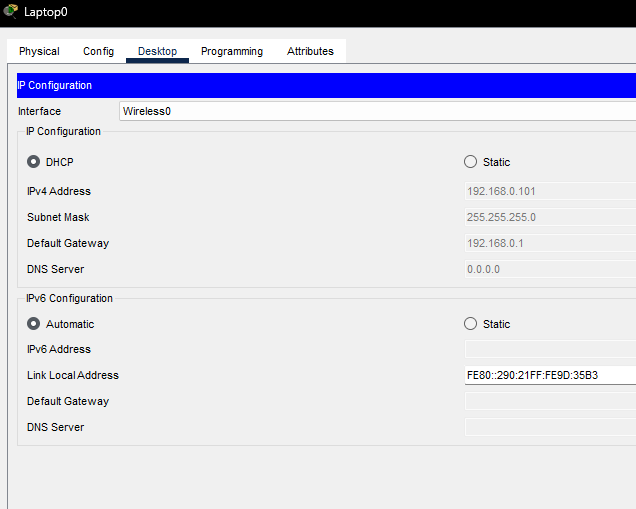 Laptop0
Physical Config Desktop Programming Attributes
IP Configuration
Interface Wireless0
IP Configuration
DHCP Static
IPv4 Address 192.168.0.101
Subnet Mask 255.255.255.0
Default Gateway 192.168.0.1
DNS Server 0.0.0.0
IPv6 Configuration
Automatic Static
IPv6 Address
Link Local Address FE80::290:21FF:FE9D:35B3
Default Gateway
DNS Server